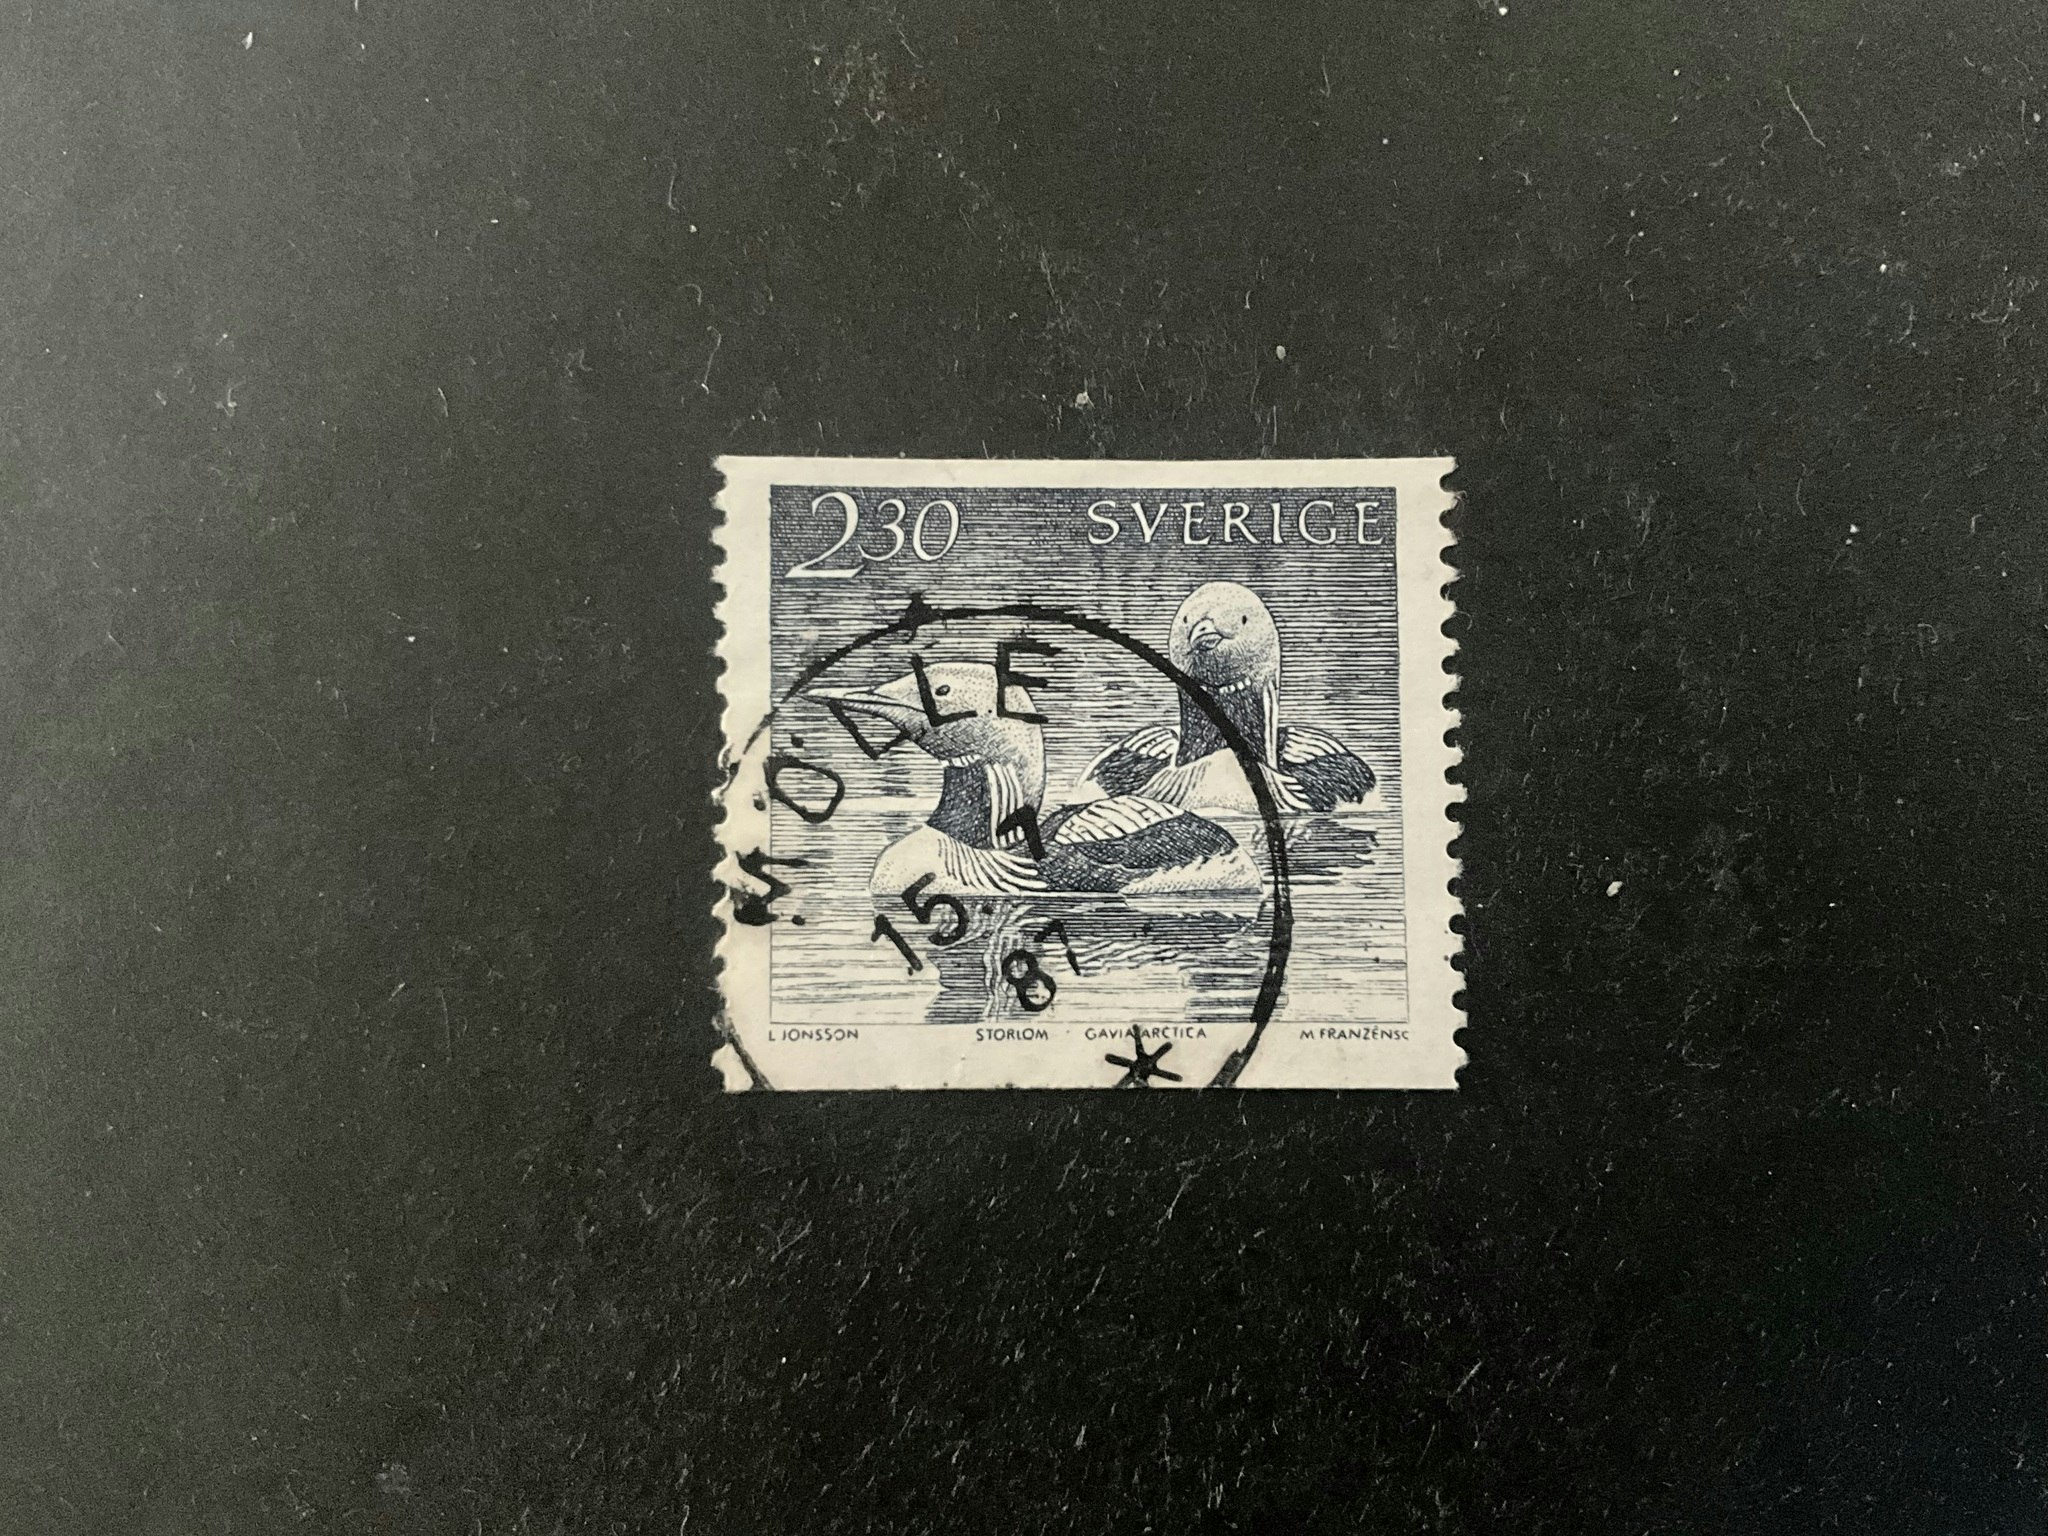 2 30 SVERIGE
MÖLLE
7
15.
87
L JONSSON STORLOM · GAVIA ARCTICA M FRANZÉN SC